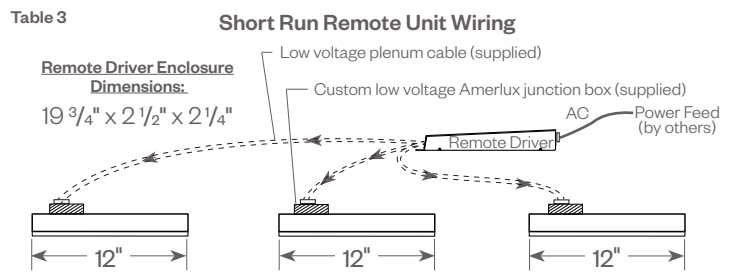 Table 3
Short Run Remote Unit Wiring
Low voltage plenum cable (supplied)
Remote Driver Enclosure
Dimensions:
19 3/4" x 2 1/2" x 2 1/4"
Custom low voltage Amerlux junction box (supplied)
AC
Power Feed
(by others)
Remote Driver
12"
12"
12"